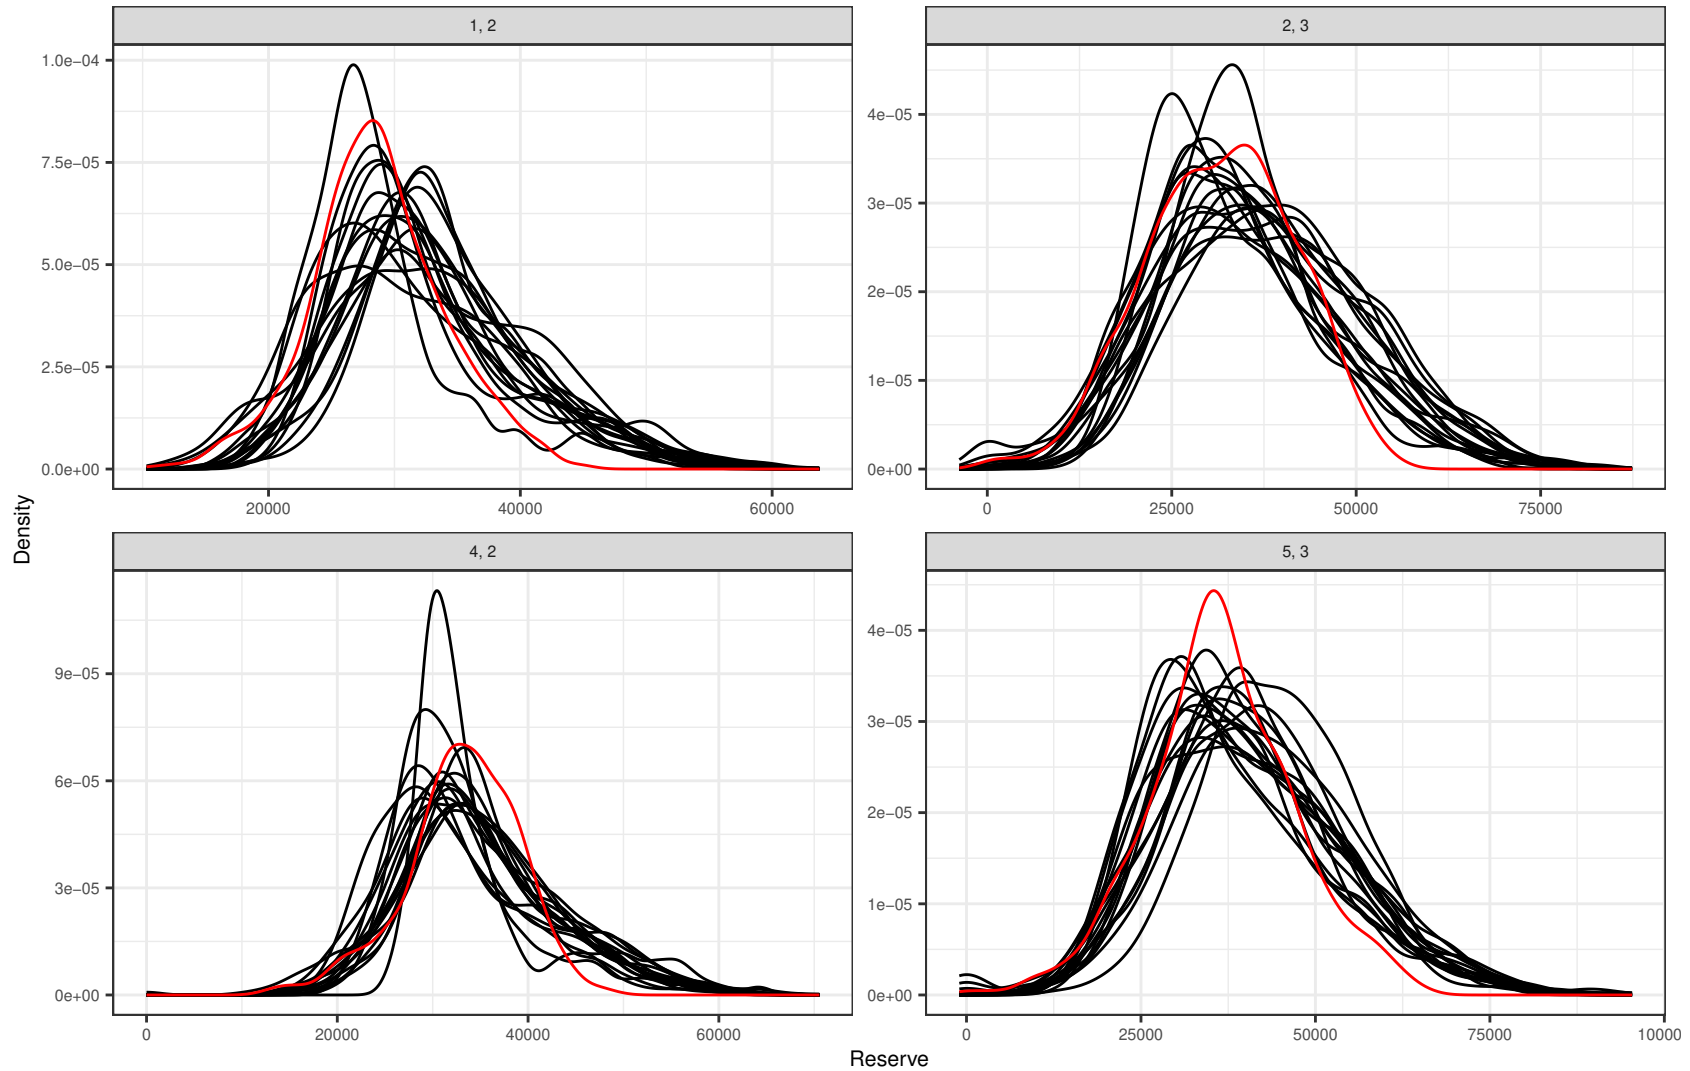 1, 2
2, 3
1.0e−04
7.5e−05
5.0e−05
2.5e−05
0.0e+00
20000 40000 60000
4e−05
3e−05
2e−05
1e−05
0e+00
0 25000 50000 75000
Density
4, 2
5, 3
9e−05
6e−05
3e−05
0e+00
0 20000 40000 60000
4e−05
3e−05
2e−05
1e−05
0e+00
0 25000 50000 75000 10000
Reserve